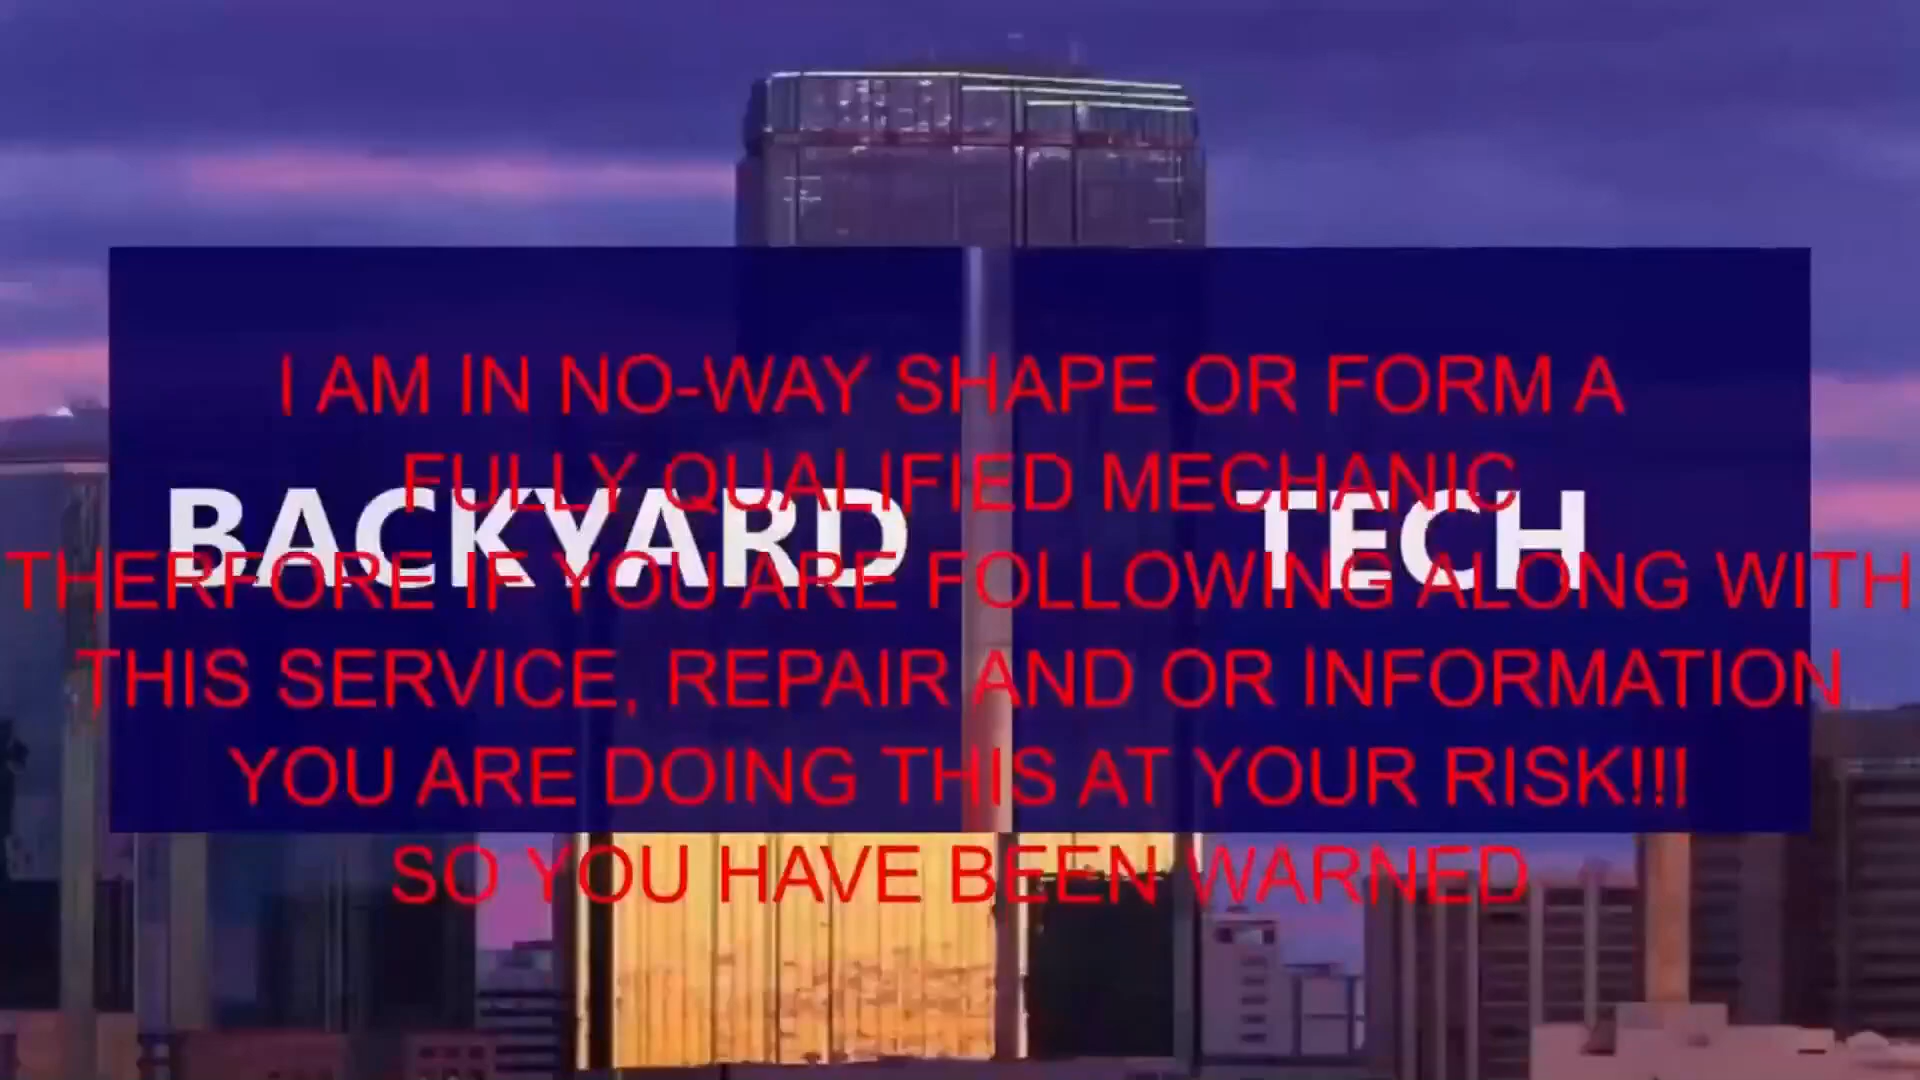 I AM IN NO-WAY SHAPE OR FORM A
FULLY QUALIFIED MECHANIC
BACKYARD TECH
THERFORE IF YOU ARE FOLLOWING ALONG WITH
THIS SERVICE, REPAIR AND OR INFORMATION
YOU ARE DOING THIS AT YOUR RISK!!!
SO YOU HAVE BEEN WARNED